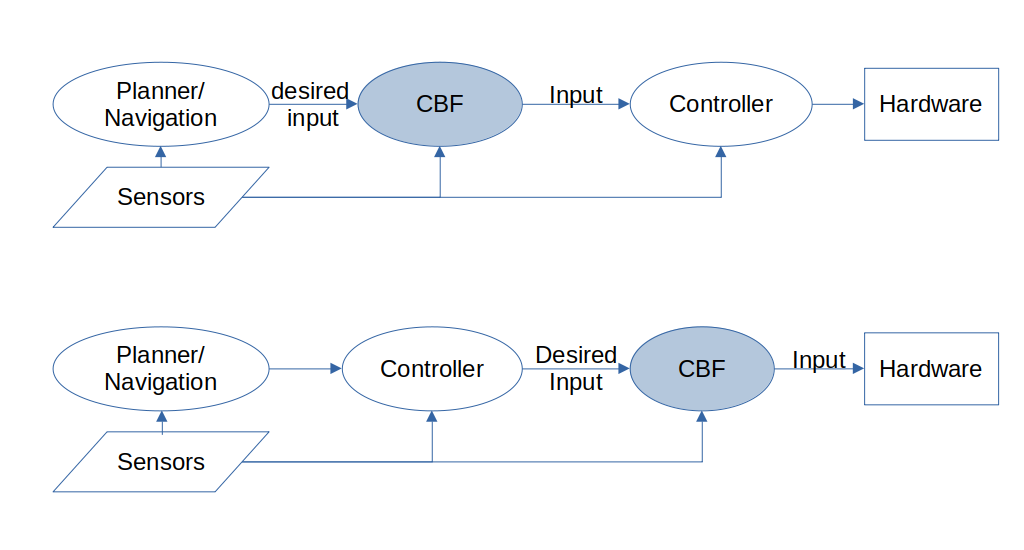 Planner/
Navigation
desired
input
CBF
Input
Controller
Hardware
Sensors
Planner/
Navigation
Controller
Desired
Input
CBF
Input
Hardware
Sensors